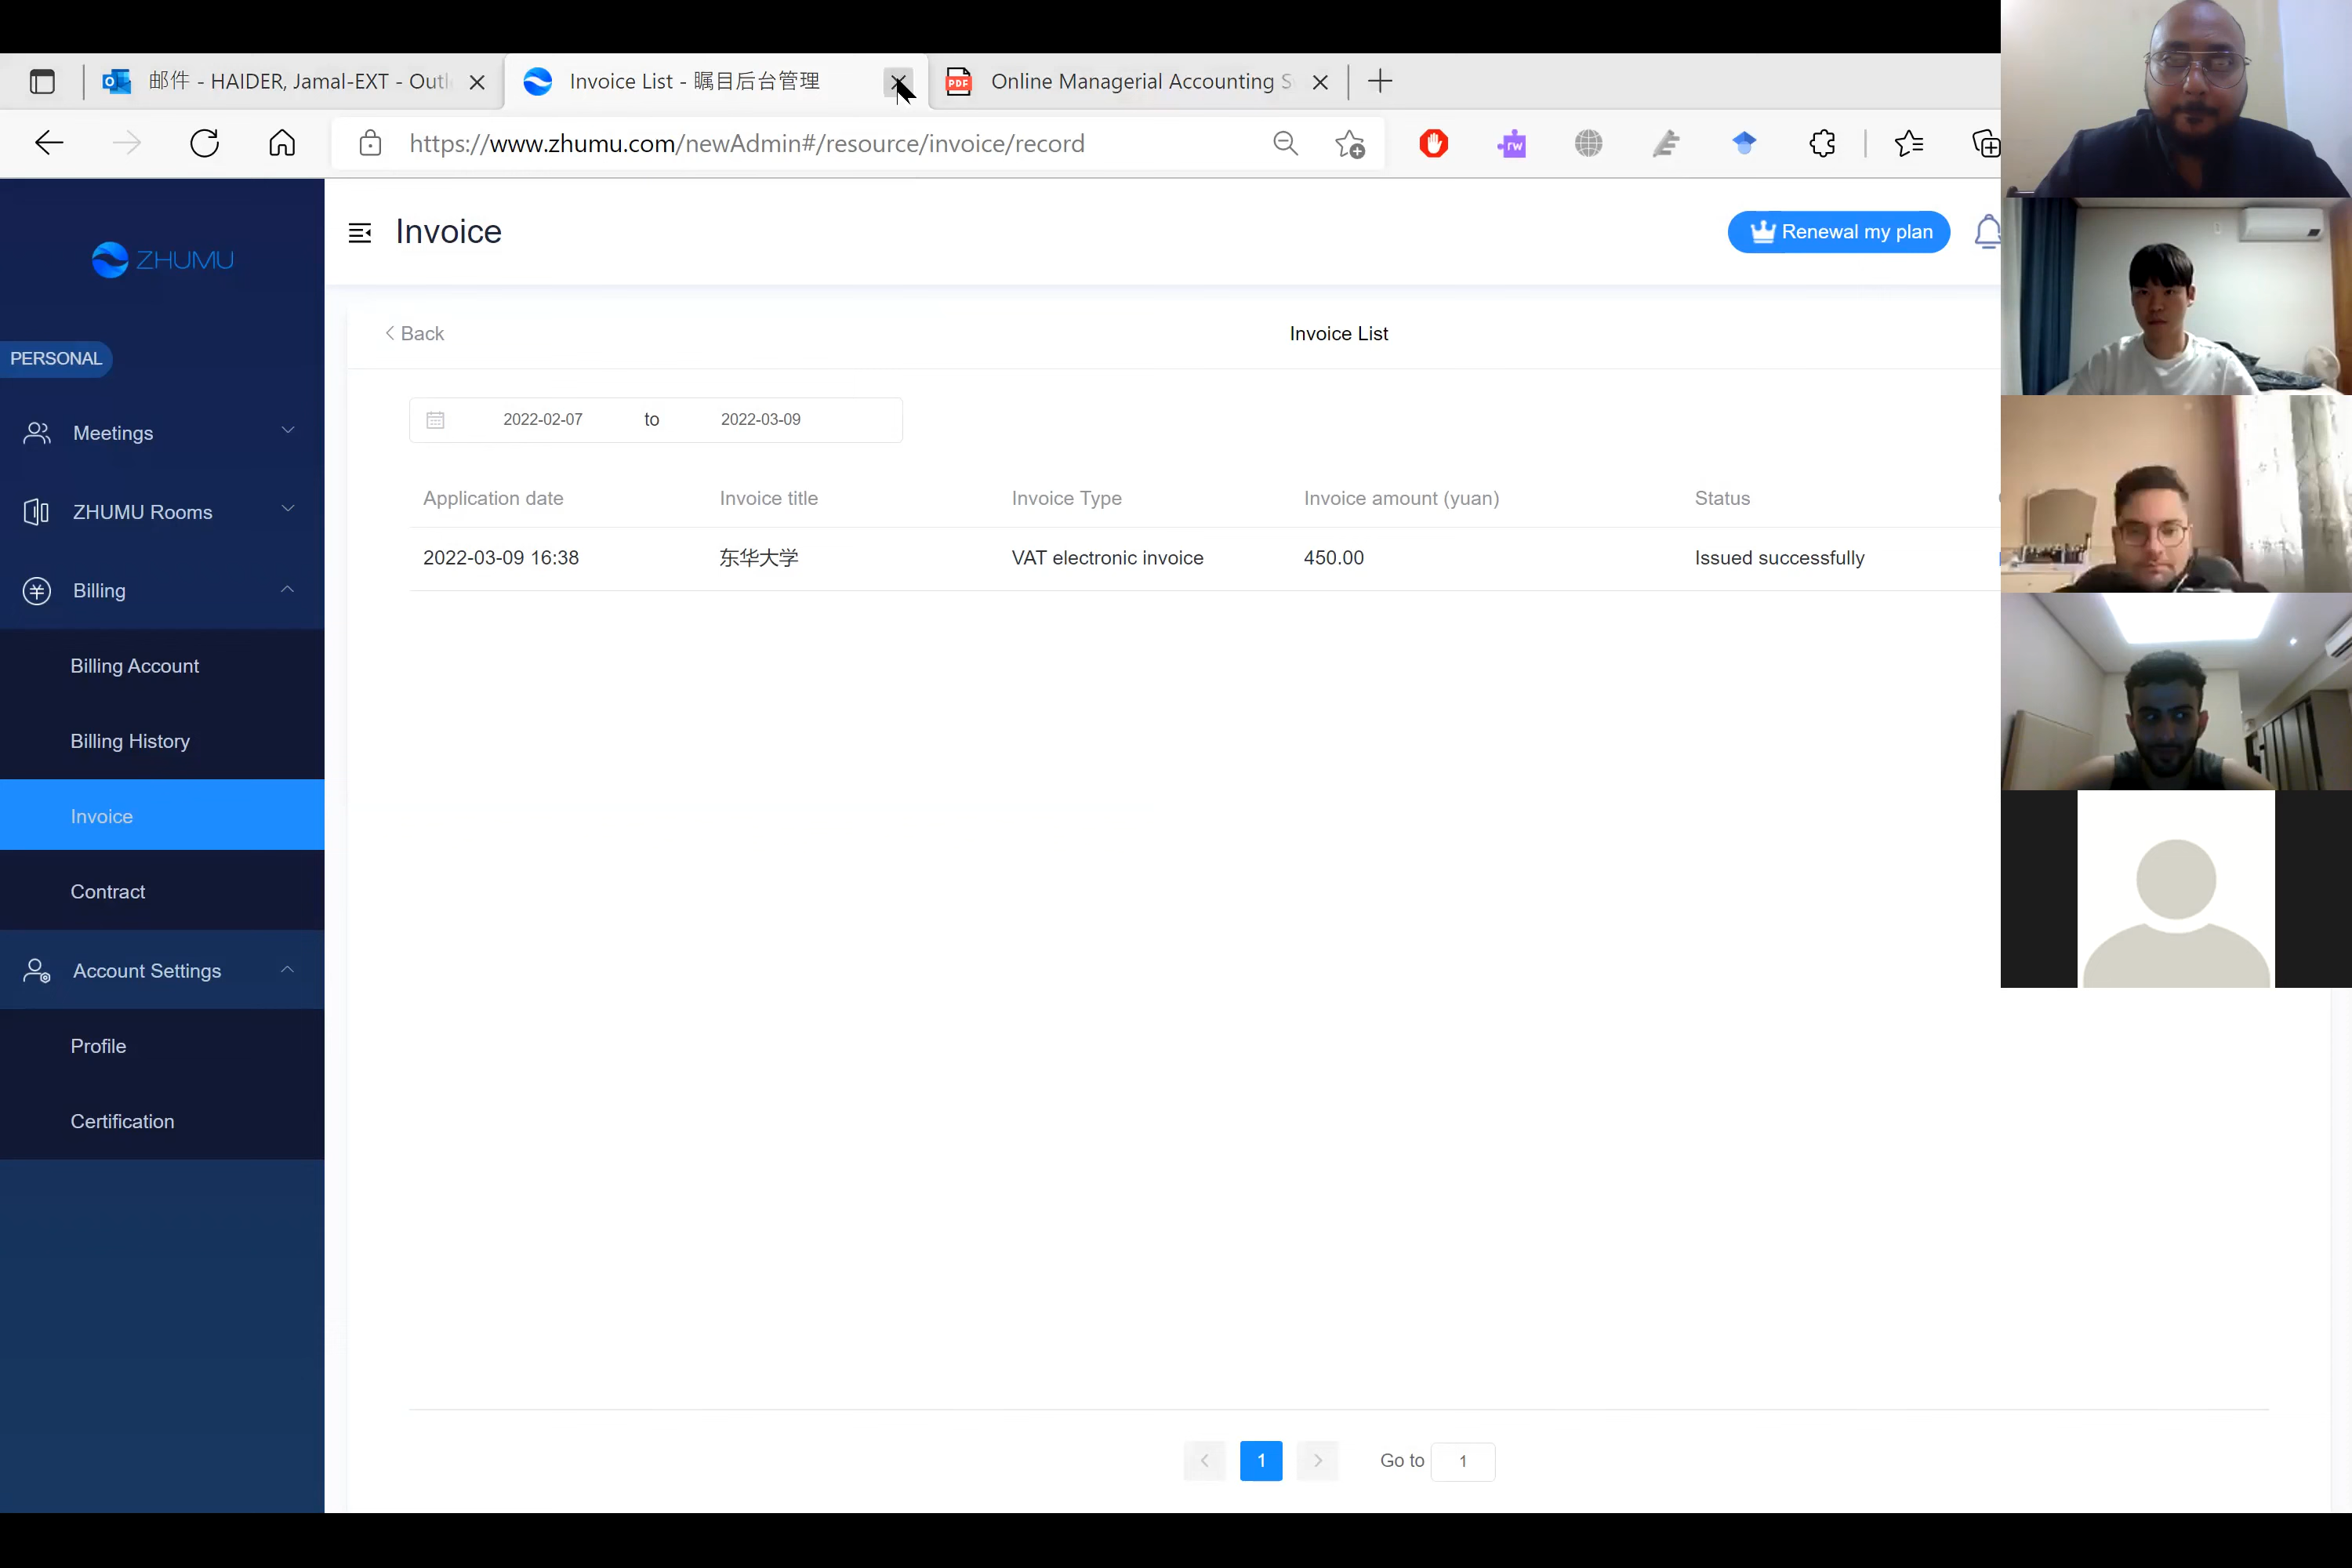 邮件 - HAIDER, Jamal-EXT - Outl
Invoice List - 瞩目后台管理
PDF
Online Managerial Accounting S
https://www.zhumu.com/newAdmin#/resource/invoice/record
rw
ZHUMU
Invoice
Renewal my plan
PERSONAL
Back
Invoice List
2022-02-07 to 2022-03-09
Meetings
ZHUMU Rooms
Billing
Billing Account
Billing History
Invoice
Contract
Account Settings
Profile
Certification
Application date Invoice title Invoice Type Invoice amount (yuan) Status
2022-03-09 16:38 东华大学 VAT electronic invoice 450.00 Issued successfully
1 Go to 1